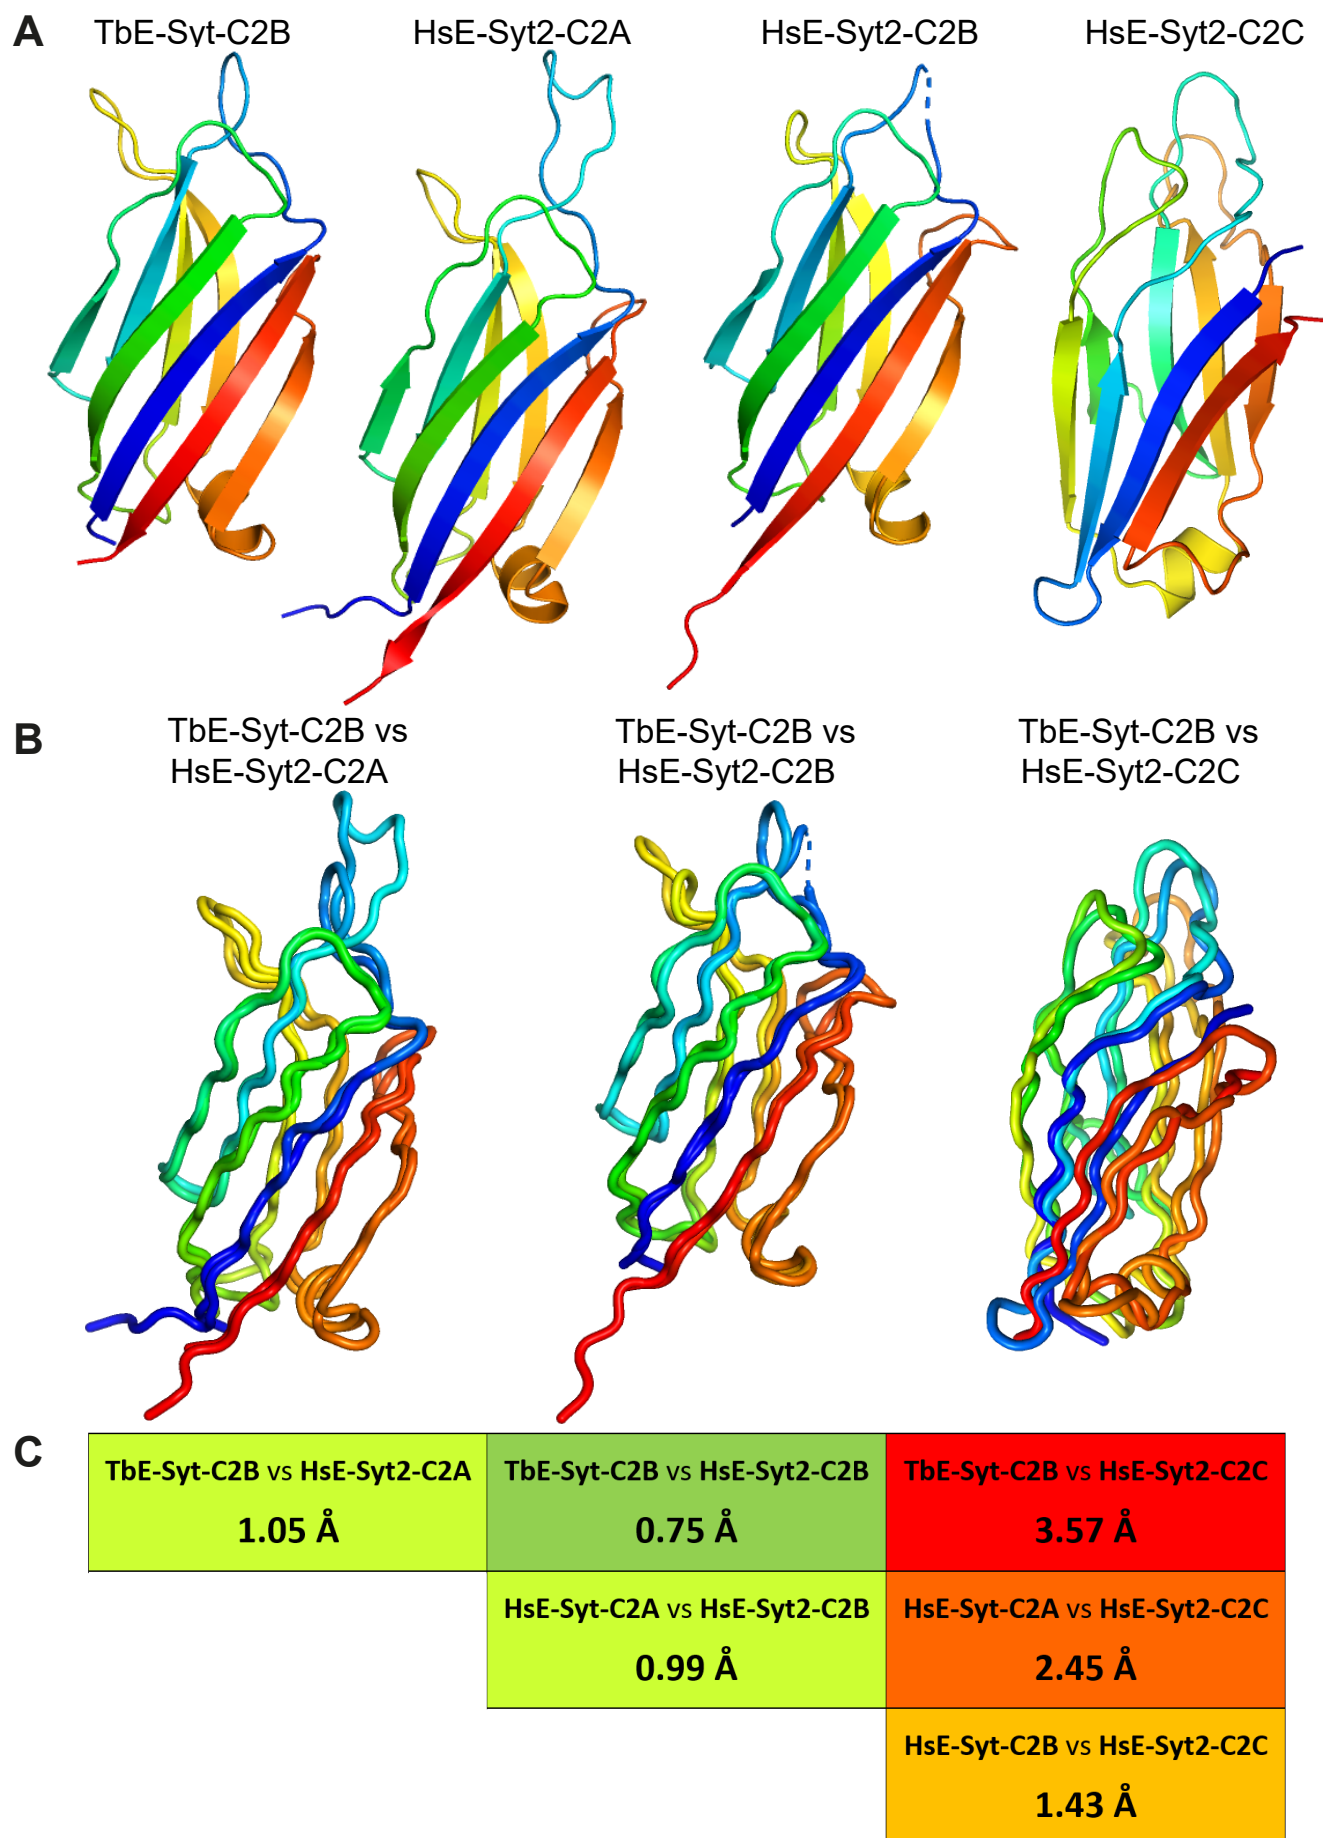 A
TbE-Syt-C2B
HsE-Syt2-C2A
HsE-Syt2-C2B
HsE-Syt2-C2C
B
TbE-Syt-C2B vs
HsE-Syt2-C2A
TbE-Syt-C2B vs
HsE-Syt2-C2B
TbE-Syt-C2B vs
HsE-Syt2-C2C
C
TbE-Syt-C2B vs HsE-Syt2-C2A
1.05 Å
TbE-Syt-C2B vs HsE-Syt2-C2B
0.75 Å
TbE-Syt-C2B vs HsE-Syt2-C2C
3.57 Å
HsE-Syt-C2A vs HsE-Syt2-C2B
0.99 Å
HsE-Syt-C2A vs HsE-Syt2-C2C
2.45 Å
HsE-Syt-C2B vs HsE-Syt2-C2C
1.43 Å